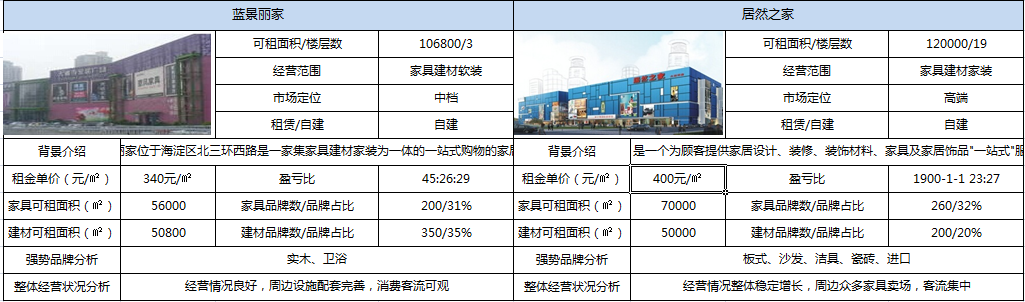 蓝景丽家
居然之家
可租面积/楼层数 106800/3
可租面积/楼层数 120000/19
经营范围 家具建材软装
经营范围 家具建材家装
市场定位 中档
市场定位 高端
租赁/自建 自建
租赁/自建 自建
居然之家
背景介绍 丽家位于海淀区北三环西路是一家集家具建材家装为一体的一站式购物的家居
背景介绍 是一个为顾客提供家居设计、装修、装饰材料、家具及家居饰品"一站式"服
租金单价（元/㎡） 340元/㎡ 盈亏比 45:26:29
租金单价（元/㎡） 400元/㎡ 盈亏比 1900-1-1 23:27
家具可租面积（㎡） 56000 家具品牌数/品牌占比 200/31%
家具可租面积（㎡） 70000 家具品牌数/品牌占比 260/32%
建材可租面积（㎡） 50800 建材品牌数/品牌占比 350/35%
建材可租面积（㎡） 50000 建材品牌数/品牌占比 200/20%
强势品牌分析 实木、卫浴
强势品牌分析 板式、沙发、洁具、瓷砖、进口
整体经营状况分析 经营情况良好，周边设施配套完善，消费客流可观
整体经营状况分析 经营情况整体稳定增长，周边众多家具卖场，客流集中